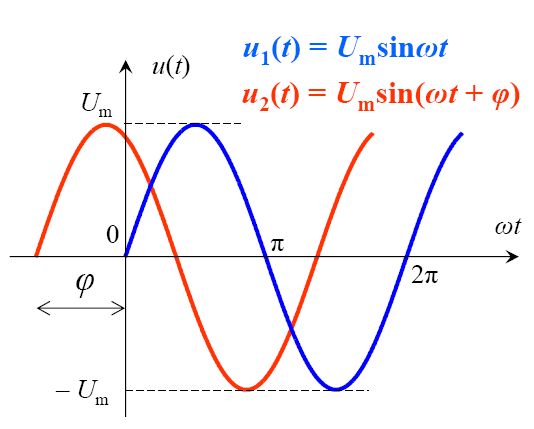 u₁(t) = Uₘsinωt
u₂(t) = Uₘsin(ωt + φ)
u(t)
Uₘ
0
π
ωt
2π
φ
– Uₘ